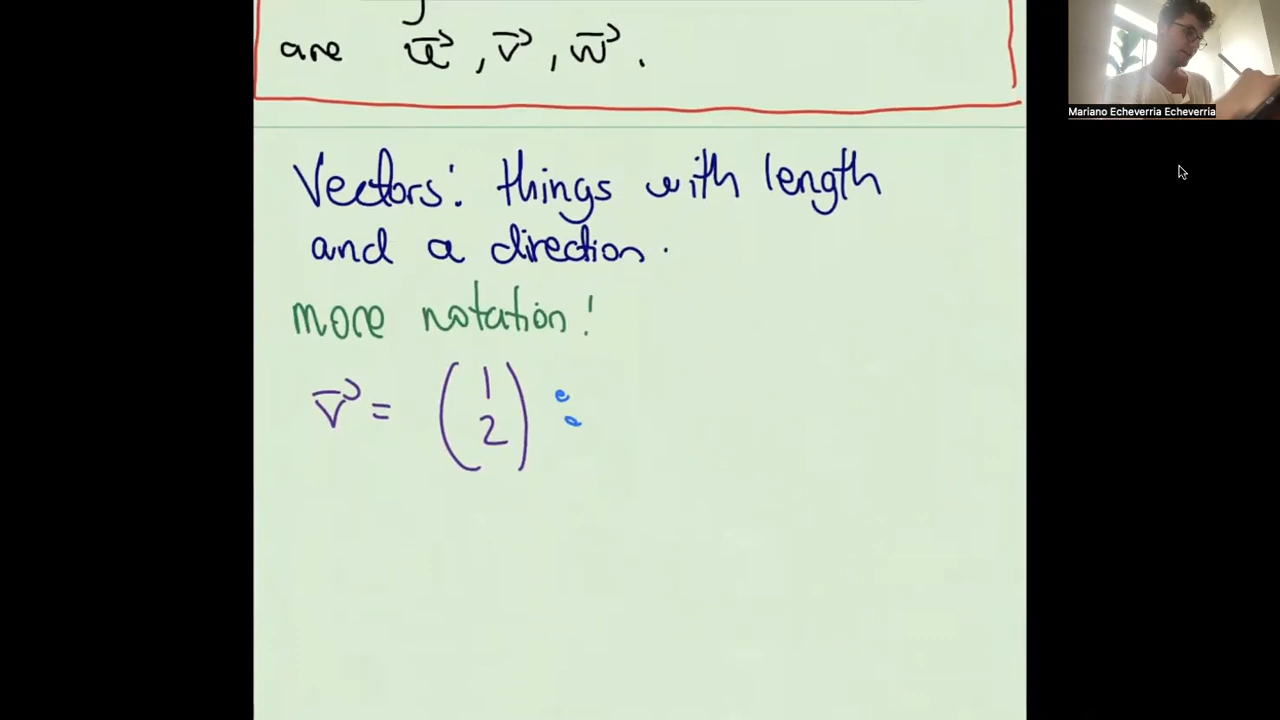 are u⃗ , v⃗ , w⃗ .
Mariano Echeverria Echeverria
Vectors: things with length
and a direction.
more notation!
v⃗ = (1
2) :